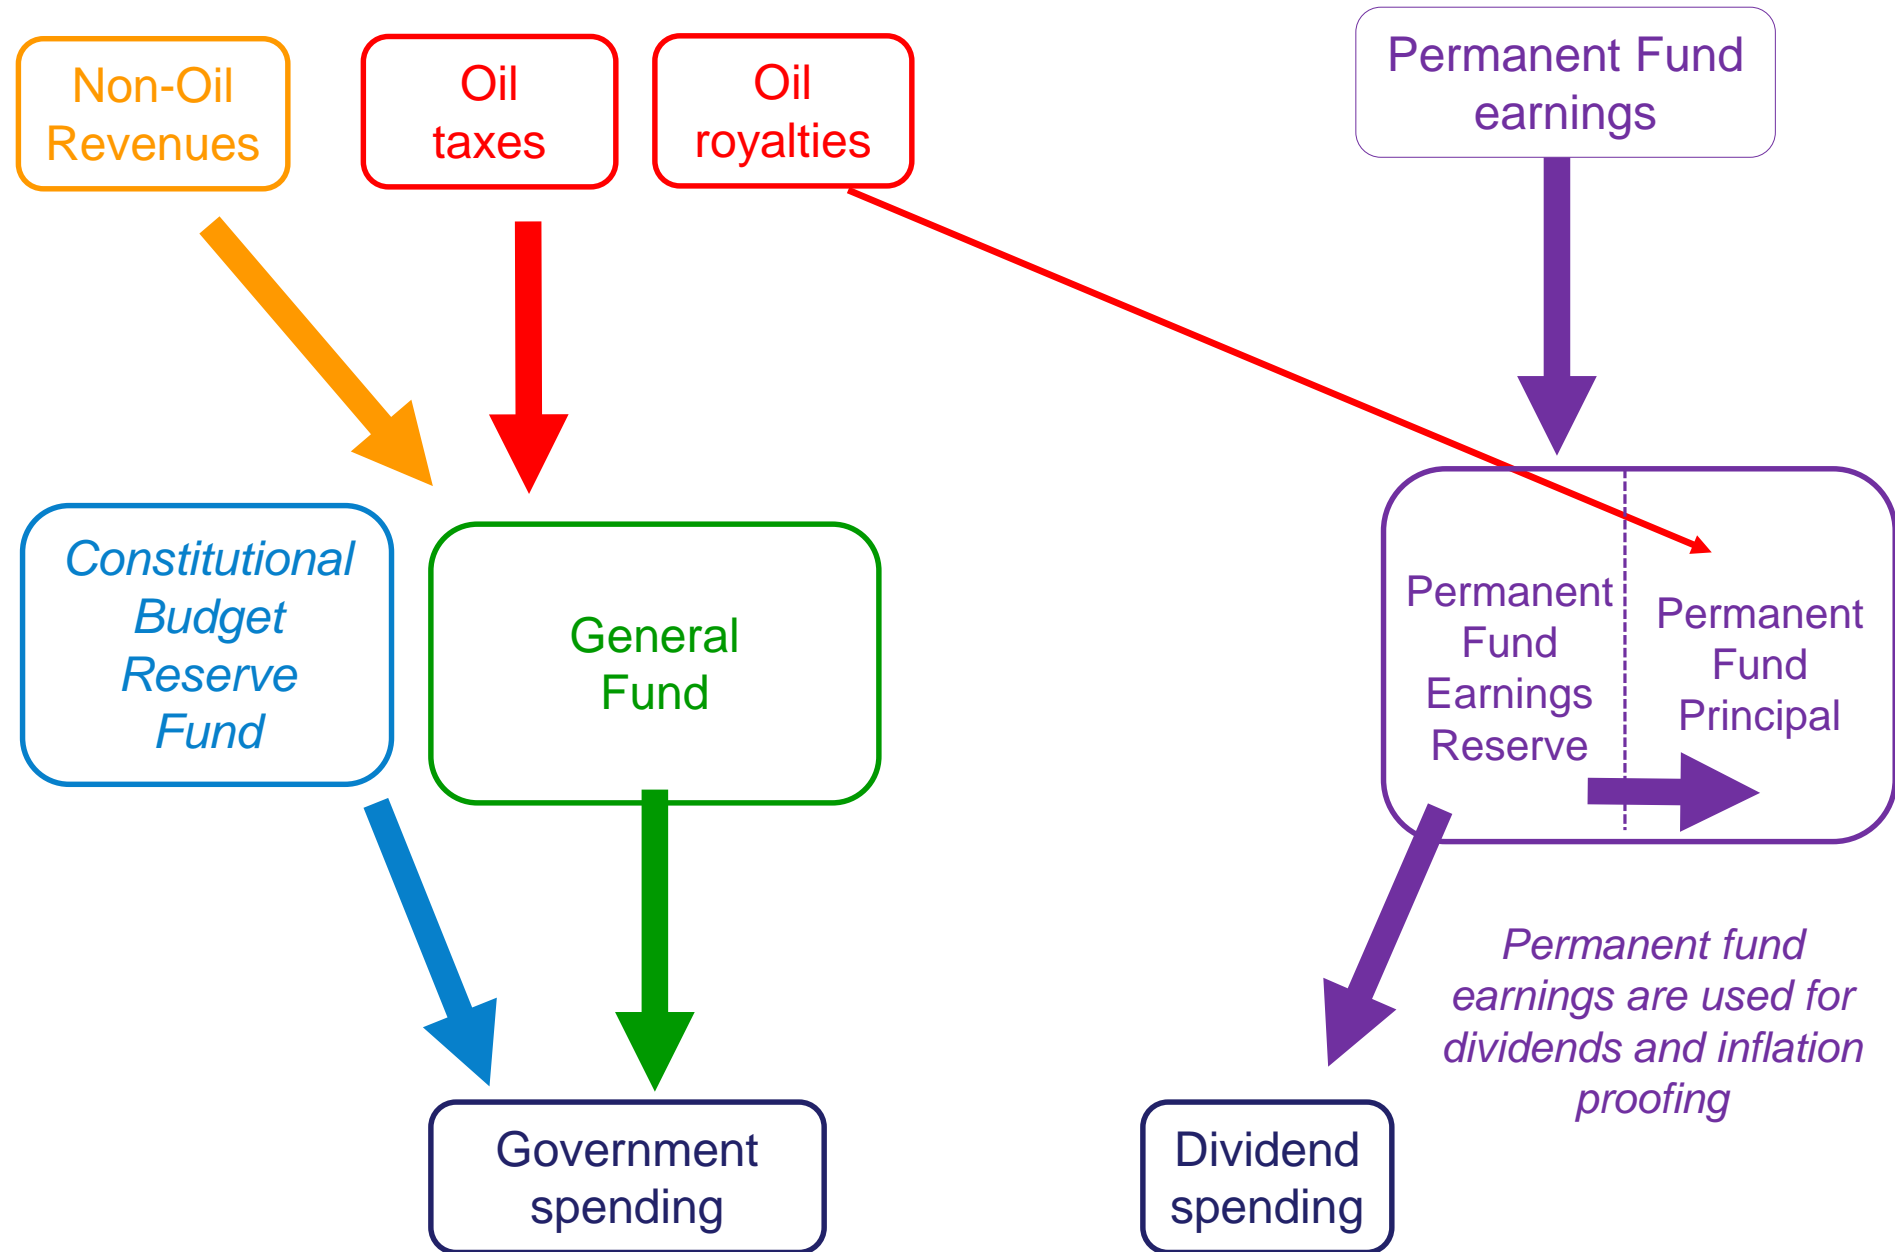 Non-Oil
Revenues
Oil
taxes
Oil
royalties
Permanent Fund
earnings
Constitutional
Budget
Reserve
Fund
General
Fund
Permanent
Fund
Earnings
Reserve
Permanent
Fund
Principal
Permanent fund
earnings are used for
dividends and inflation
proofing
Government
spending
Dividend
spending